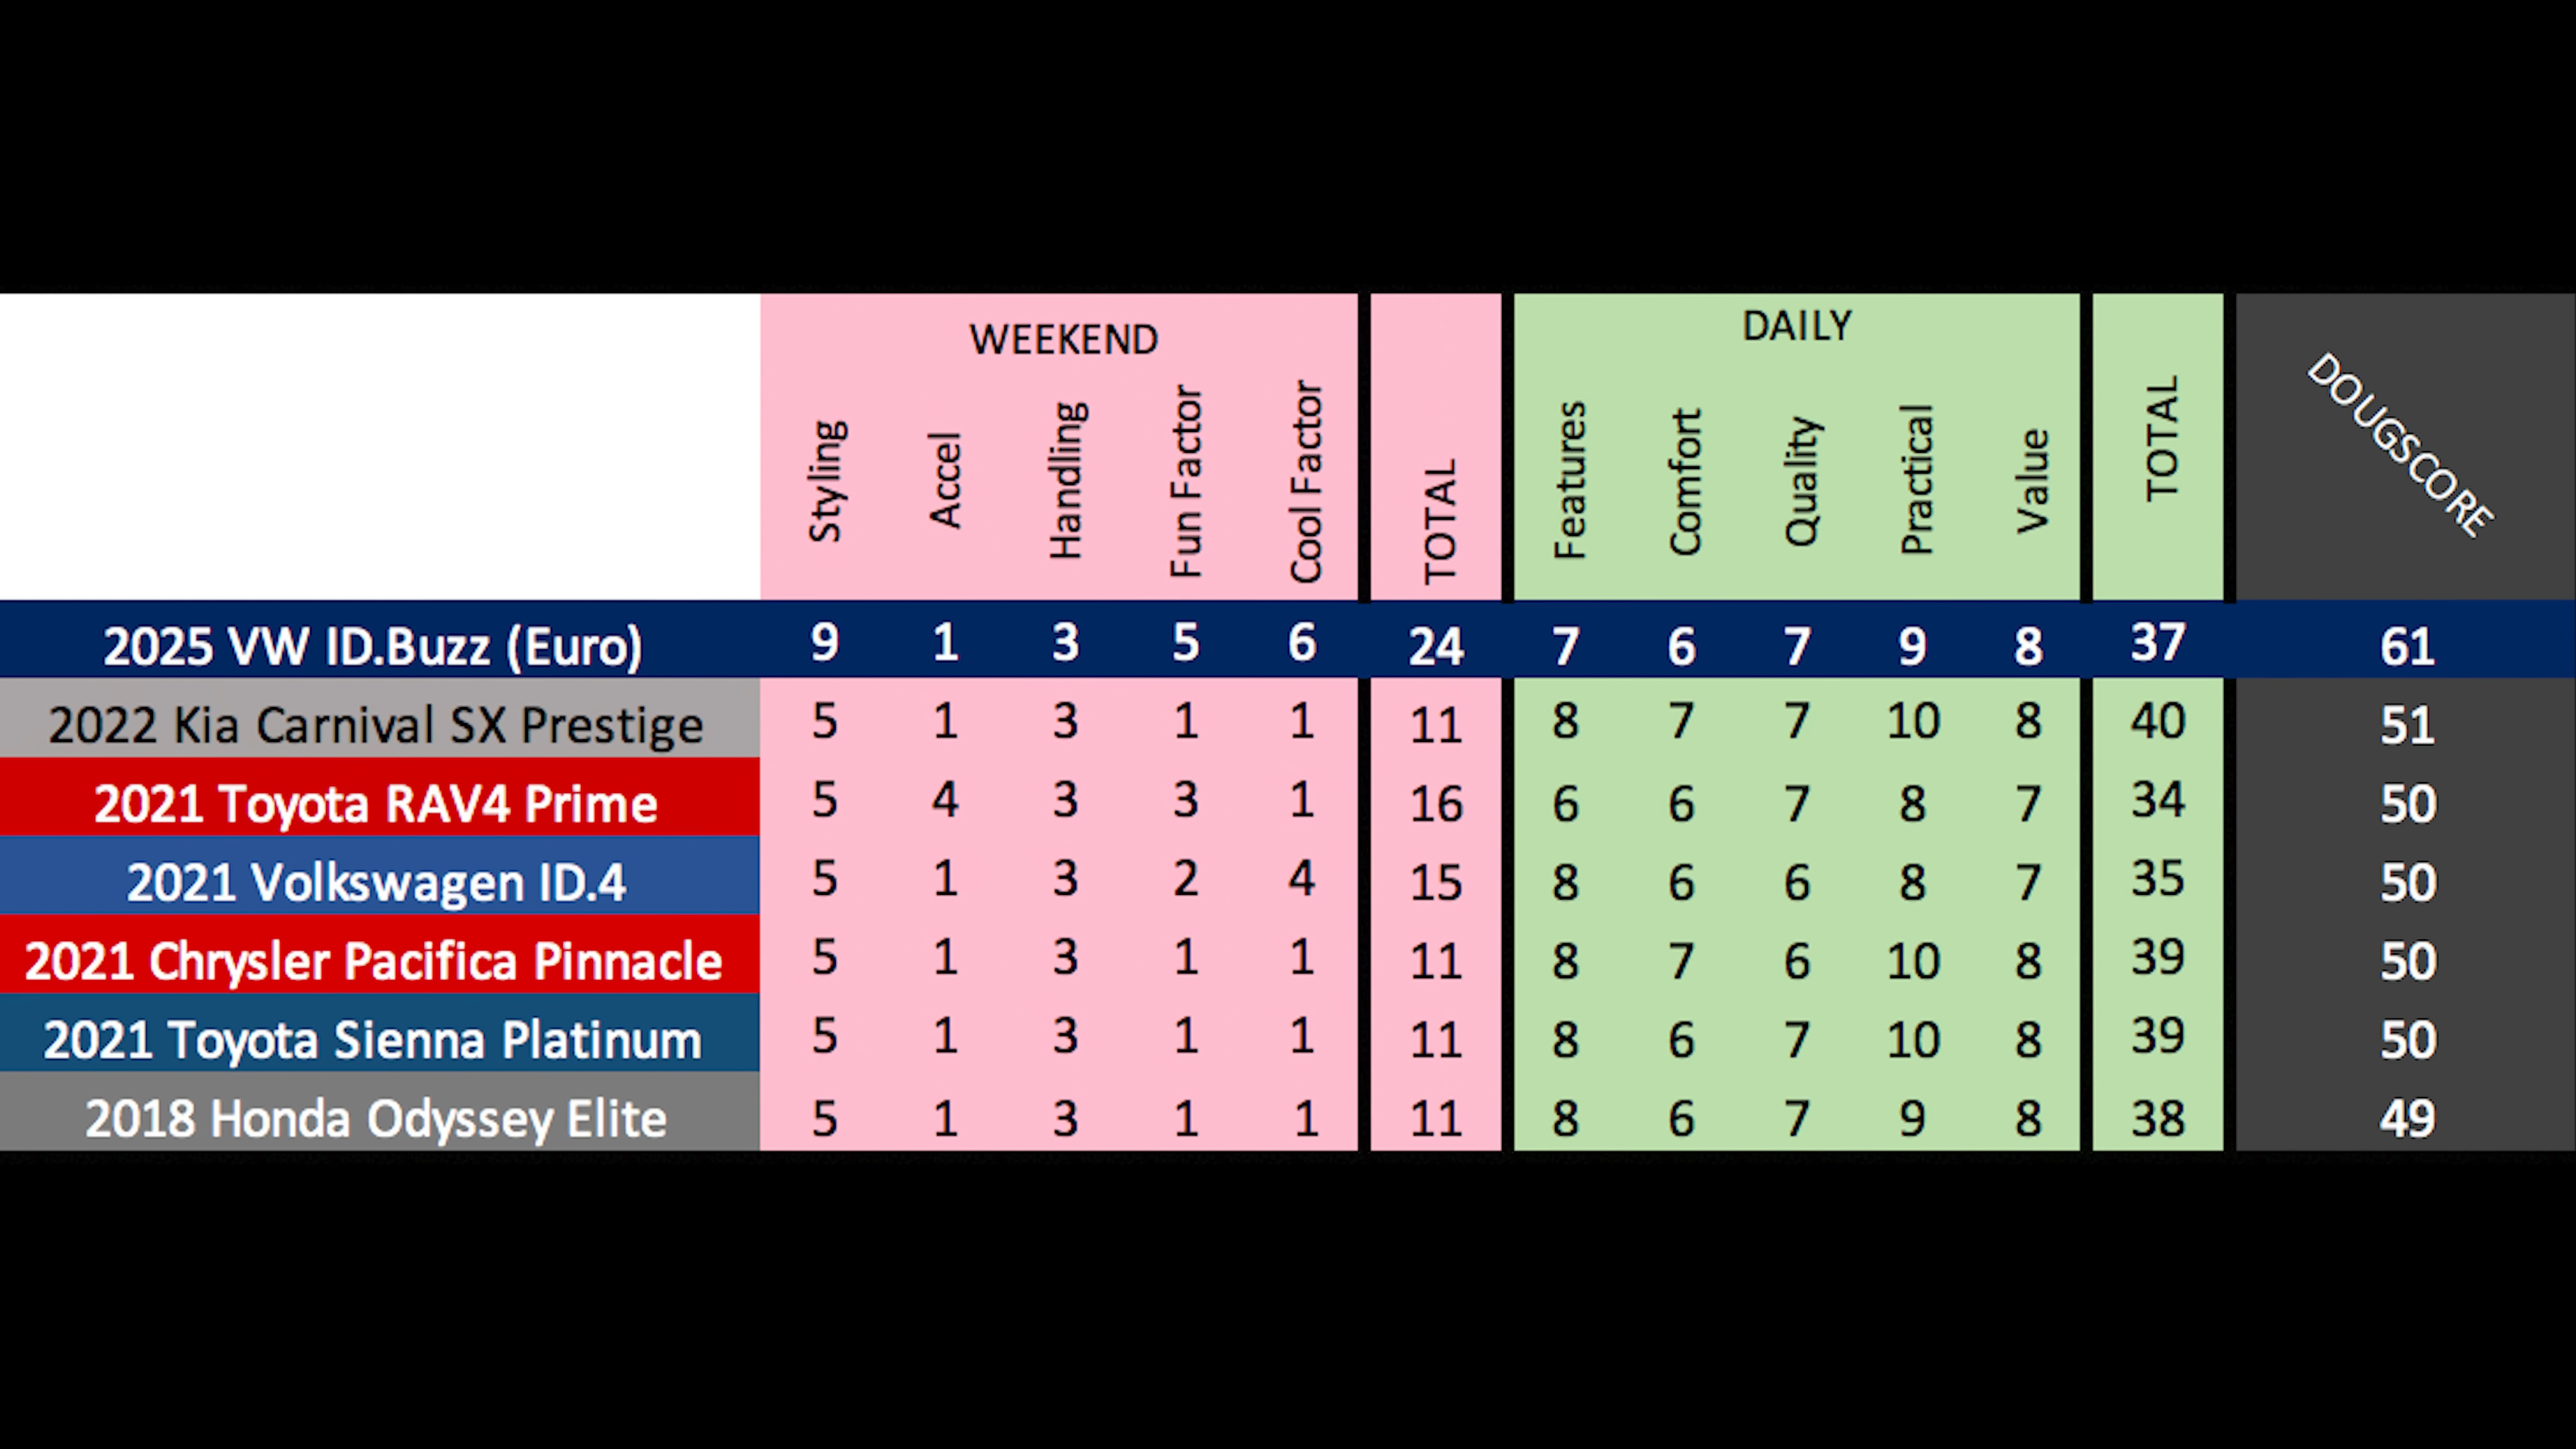 WEEKEND DAILY
Styling Accel Handling Fun Factor Cool Factor TOTAL Features Comfort Quality Practical Value TOTAL DOUGSCORE
2025 VW ID.Buzz (Euro) 9 1 3 5 6 24 7 6 7 9 8 37 61
2022 Kia Carnival SX Prestige 5 1 3 1 1 11 8 7 7 10 8 40 51
2021 Toyota RAV4 Prime 5 4 3 3 1 16 6 6 7 8 7 34 50
2021 Volkswagen ID.4 5 1 3 2 4 15 8 6 6 8 7 35 50
2021 Chrysler Pacifica Pinnacle 5 1 3 1 1 11 8 7 6 10 8 39 50
2021 Toyota Sienna Platinum 5 1 3 1 1 11 8 6 7 10 8 39 50
2018 Honda Odyssey Elite 5 1 3 1 1 11 8 6 7 9 8 38 49